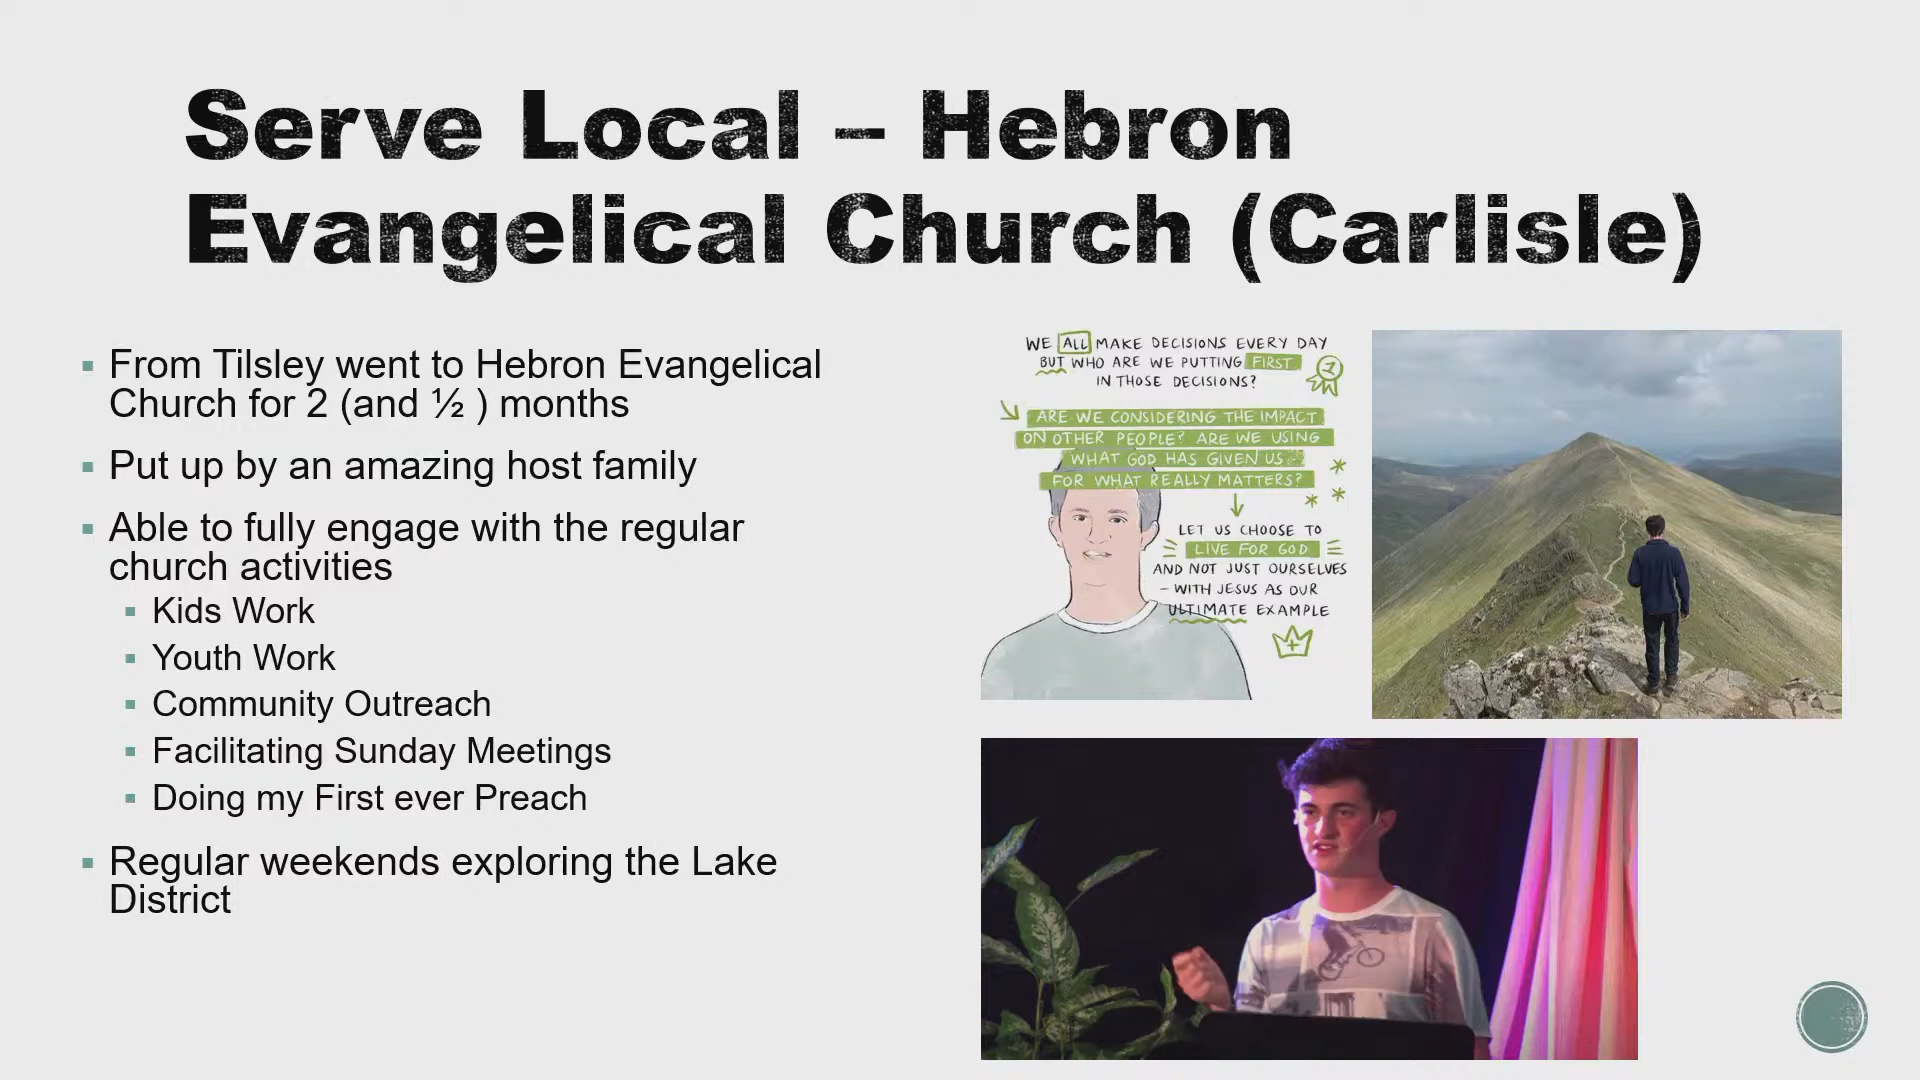 Serve Local – Hebron
Evangelical Church (Carlisle)
From Tilsley went to Hebron Evangelical
Church for 2 (and ½ ) months
Put up by an amazing host family
Able to fully engage with the regular
church activities
Kids Work
Youth Work
Community Outreach
Facilitating Sunday Meetings
Doing my First ever Preach
Regular weekends exploring the Lake
District
WE ALL MAKE DECISIONS EVERY DAY
BUT WHO ARE WE PUTTING FIRST
IN THOSE DECISIONS?
1
ARE WE CONSIDERING THE IMPACT
ON OTHER PEOPLE? ARE WE USING
WHAT GOD HAS GIVEN US
FOR WHAT REALLY MATTERS?
LET US CHOOSE TO
LIVE FOR GOD
AND NOT JUST OURSELVES
– WITH JESUS AS OUR
ULTIMATE EXAMPLE